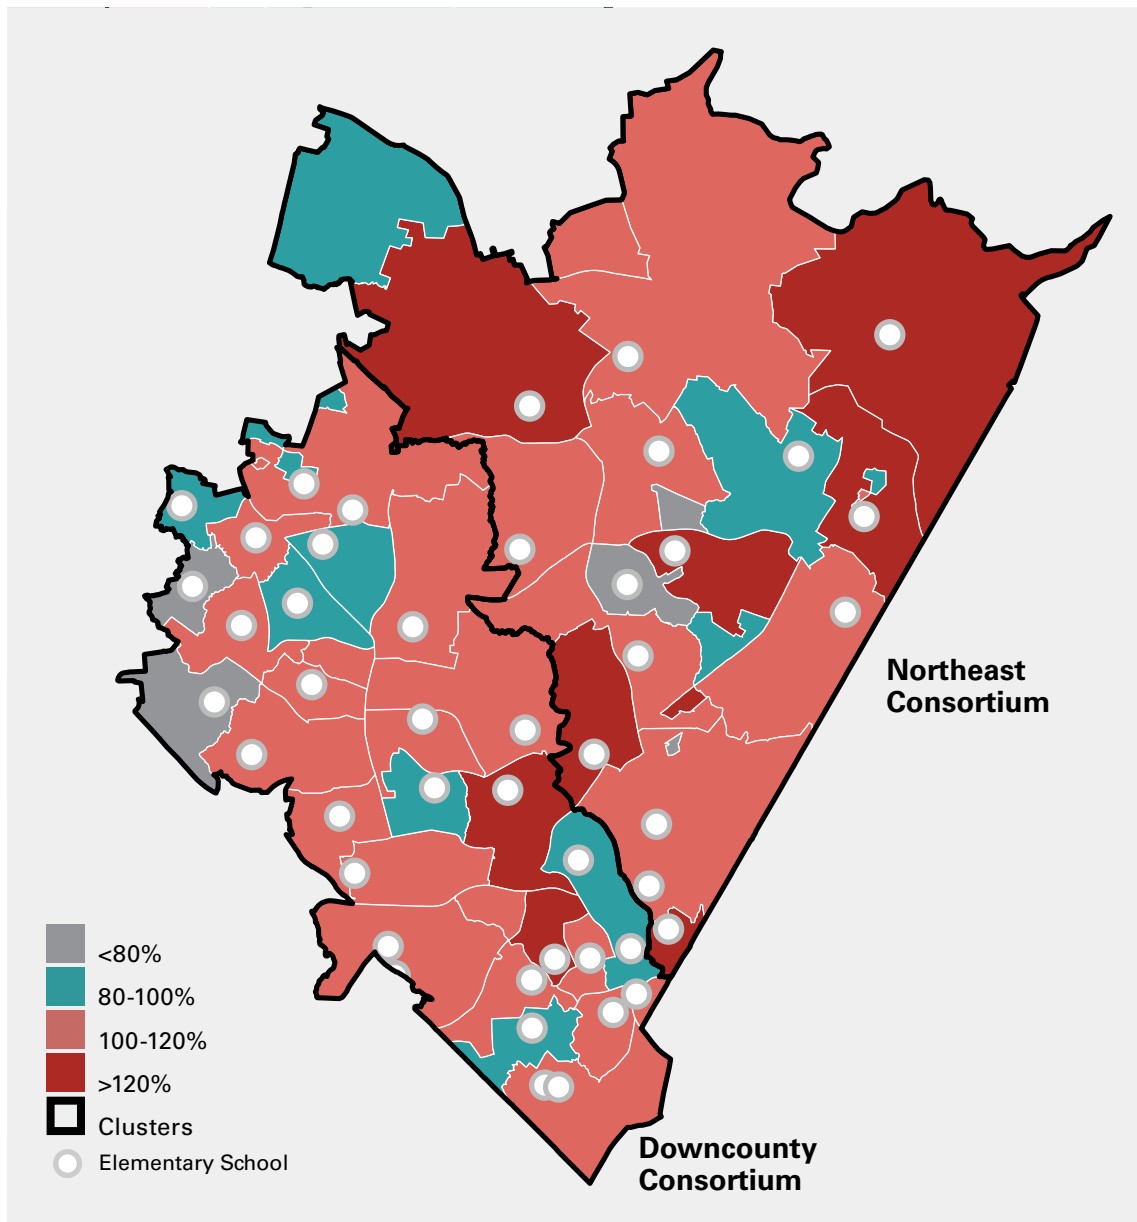 Northeast
Consortium
<80%
80-100%
100-120%
>120%
Clusters
Elementary School
Downcounty
Consortium